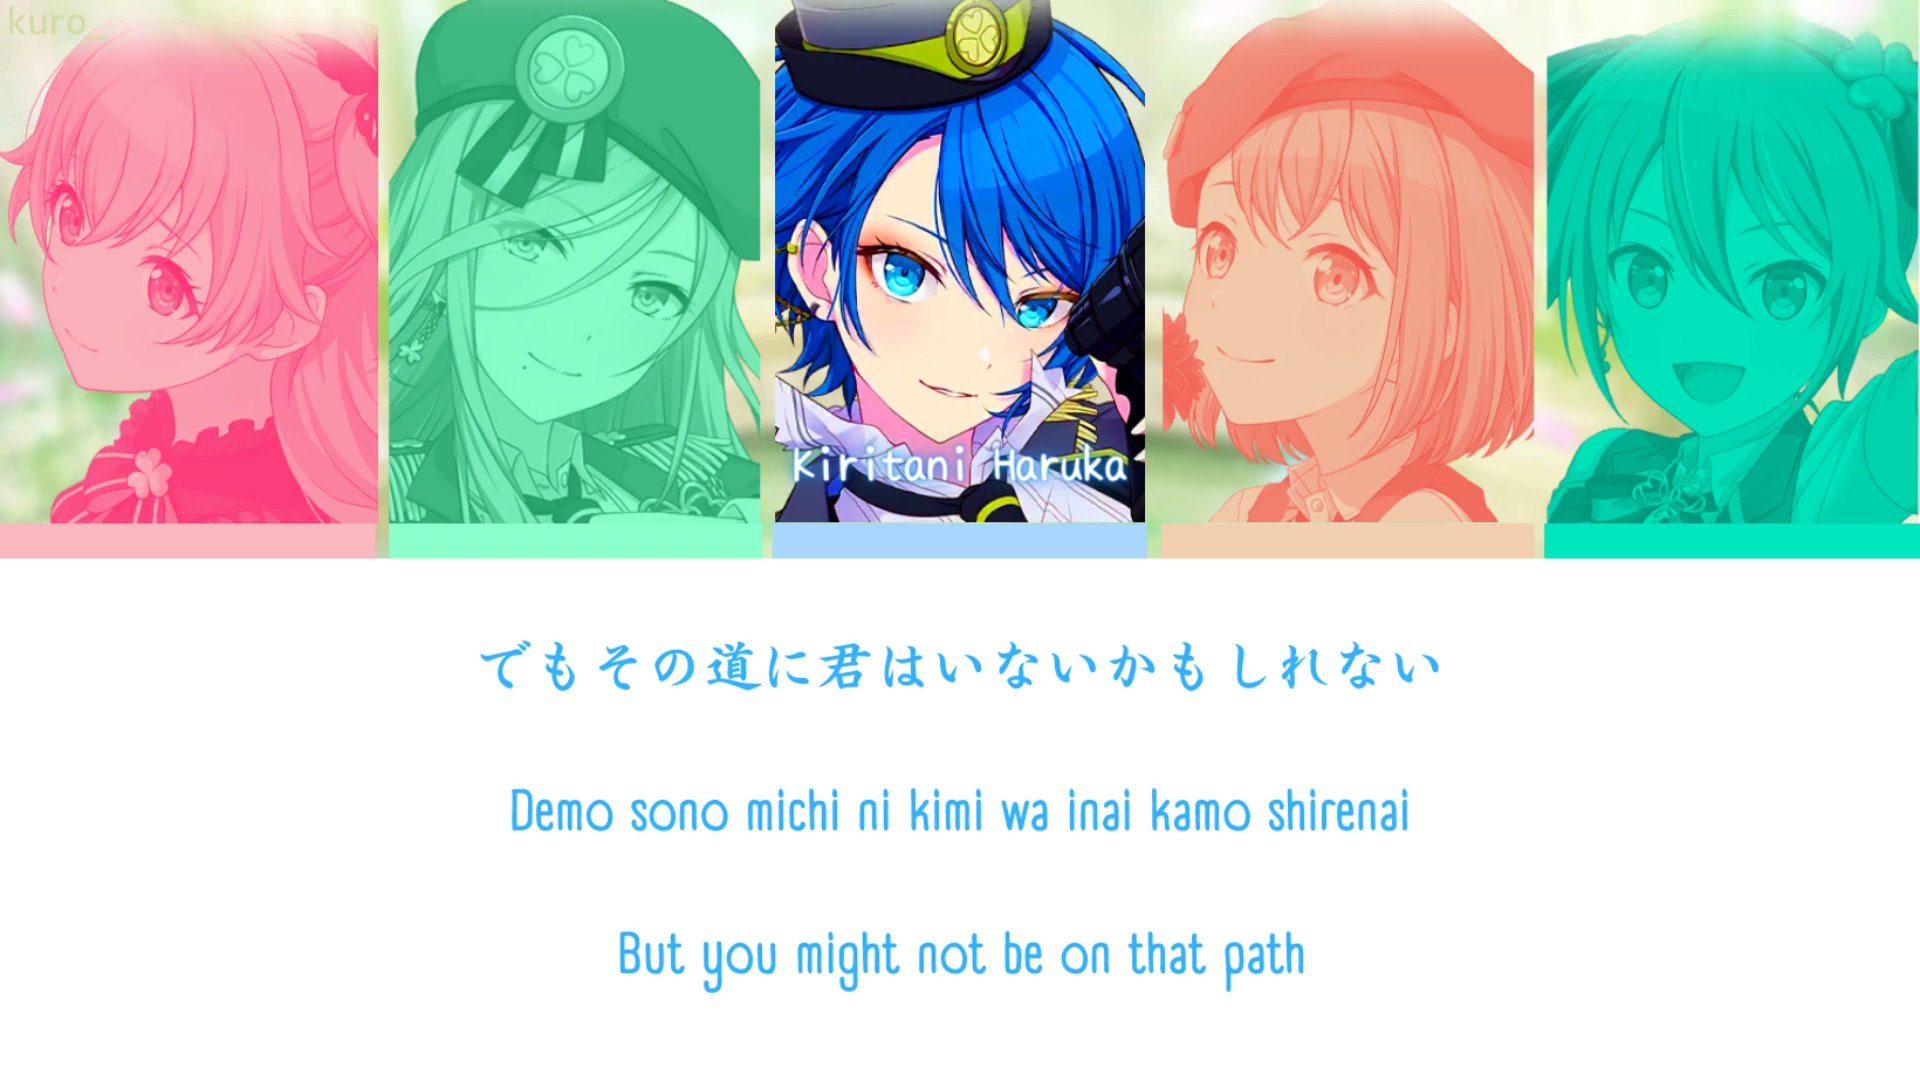 kuro_
Kiritani Haruka
でもその道に君はいないかもしれない
Demo sono michi ni kimi wa inai kamo shirenai
But you might not be on that path